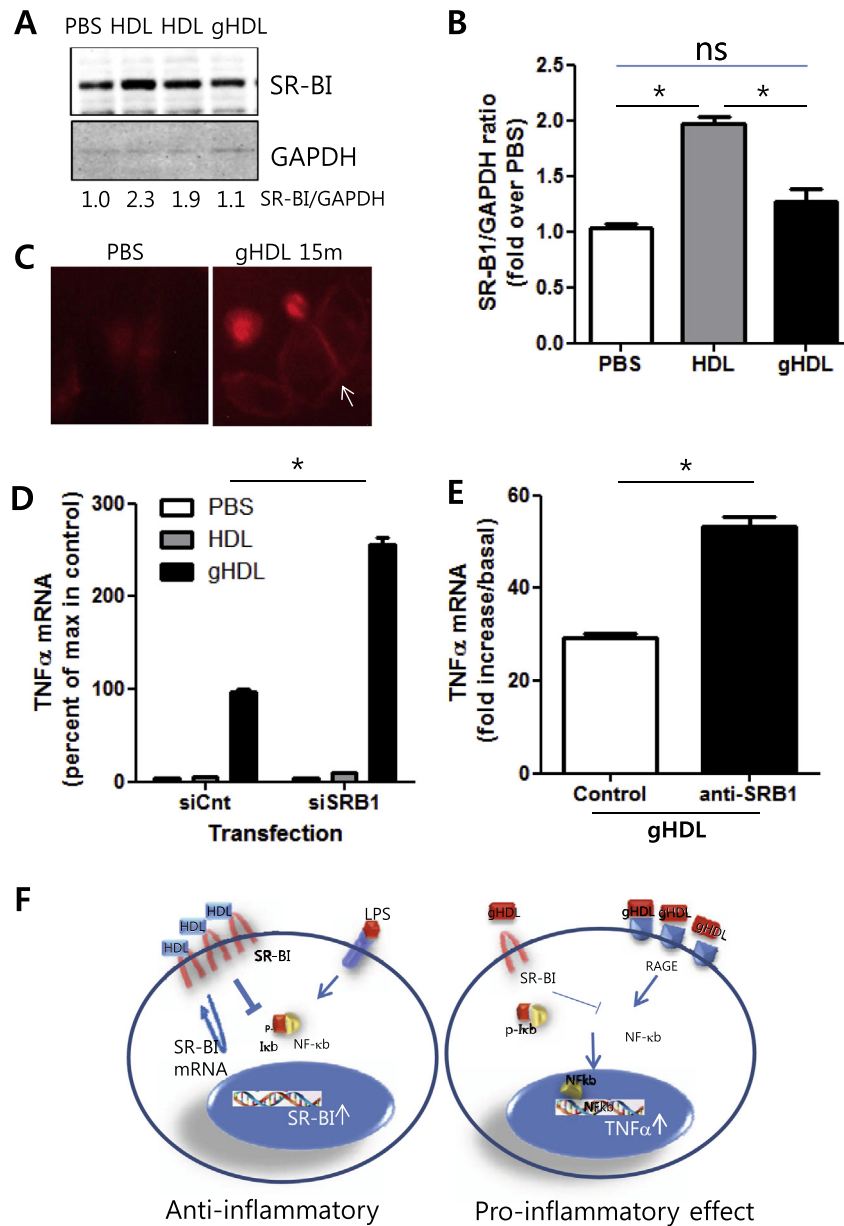 A
PBS HDL HDL gHDL
SR-BI
GAPDH
1.0 2.3 1.9 1.1 SR-BI/GAPDH
B
ns
* *
SR-B1/GAPDH ratio
(fold over PBS)
2.5
2.0
1.5
1.0
0.5
0.0
PBS HDL gHDL
C
PBS gHDL 15m
D
*
TNFα mRNA
(percent of max in control)
300
200
100
0
PBS
HDL
gHDL
siCnt siSRB1
Transfection
E
*
TNFα mRNA
(fold increase/basal)
60
40
20
0
Control anti-SRB1
gHDL
F
HDL
HDL
HDL
SR-BI
LPS
SR-BI
mRNA
P-
Iκb
NF-κb
SR-BI↑
Anti-inflammatory
gHDL
gHDL gHDL gHDL
SR-BI
RAGE
p-Iκb
NF-κb
NFkb
NFkb
TNFα↑
Pro-inflammatory effect